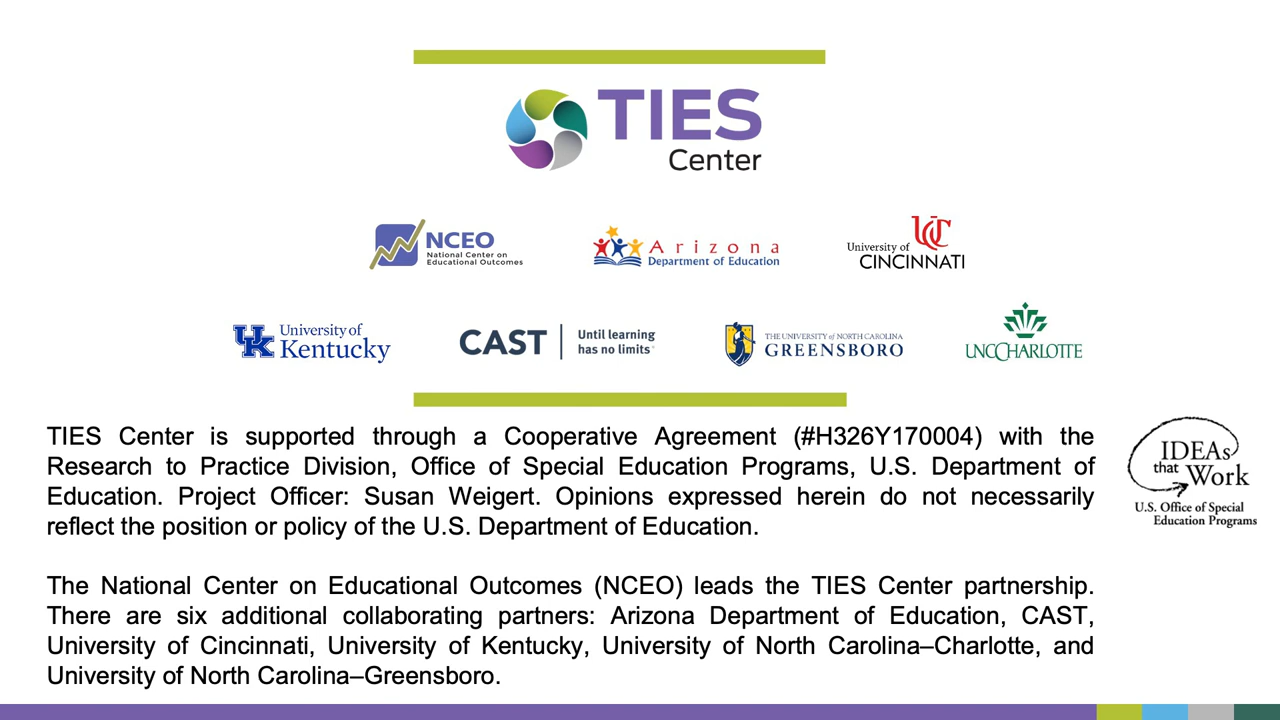 TIES
Center
NCEO
National Center on
Educational Outcomes
Arizona
Department of Education
UC
University of
CINCINNATI
UK
University of
Kentucky
CAST
Until learning
has no limits
THE UNIVERSITY of NORTH CAROLINA
GREENSBORO
UNC CHARLOTTE
TIES Center is supported through a Cooperative Agreement (#H326Y170004) with the
Research to Practice Division, Office of Special Education Programs, U.S. Department of
Education. Project Officer: Susan Weigert. Opinions expressed herein do not necessarily
reflect the position or policy of the U.S. Department of Education.
IDEAs
that Work
U.S. Office of Special
Education Programs
The National Center on Educational Outcomes (NCEO) leads the TIES Center partnership.
There are six additional collaborating partners: Arizona Department of Education, CAST,
University of Cincinnati, University of Kentucky, University of North Carolina–Charlotte, and
University of North Carolina–Greensboro.